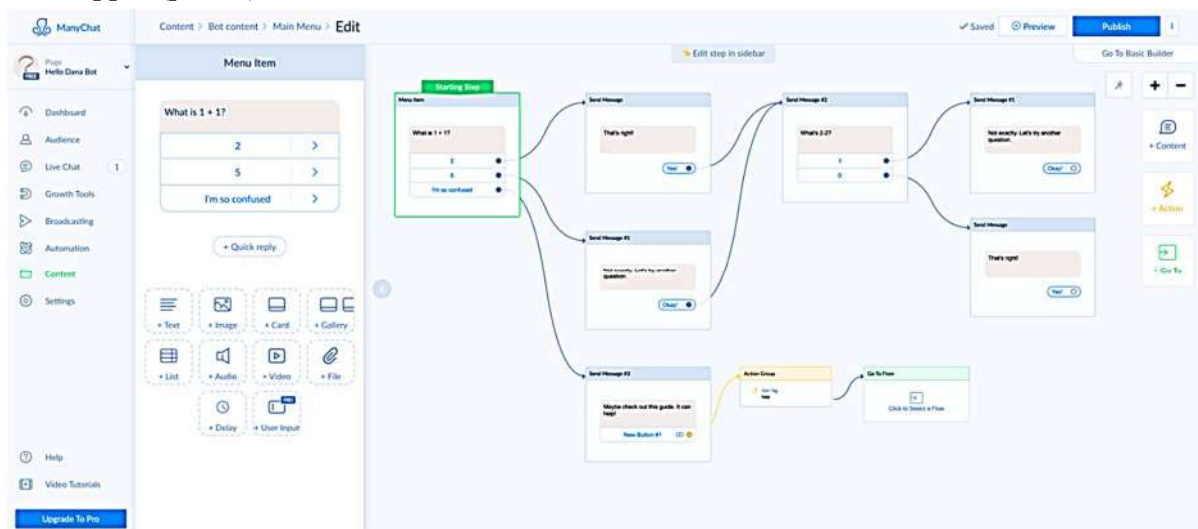 ManyChat
Content > Bot content > Main Menu > Edit
Saved
Preview
Publish
Page
Hello Dana Bot
FREE
Dashboard
Audience
Live Chat
1
Growth Tools
Broadcasting
Automation
Content
Settings
Help
Video Tutorials
Upgrade To Pro
Menu Item
What is 1 + 1?
2
5
I'm so confused
+ Quick reply
+ Text
+ Image
+ Card
+ Gallery
+ List
+ Audio
+ Video
+ File
+ Delay
+ User Input
PRO
Edit step in sidebar
Go To Basic Builder
Starting Step
Menu Item
What is 1 + 1?
2
5
I'm so confused
Send Message
That's right!
Yes!
Send Message #2
What's 2-2?
1
0
Send Message #1
Not exactly. Let's try another
question.
Okay!
Send Message #1
Not exactly. Let's try another
question.
Okay!
Send Message
That's right!
Yes!
Send Message #3
Maybe check out this guide. It can
help!
New Button #1
Action Group
Add Tag
Go To Flow
Click to Select a Flow
+ Content
+ Action
+ Go To